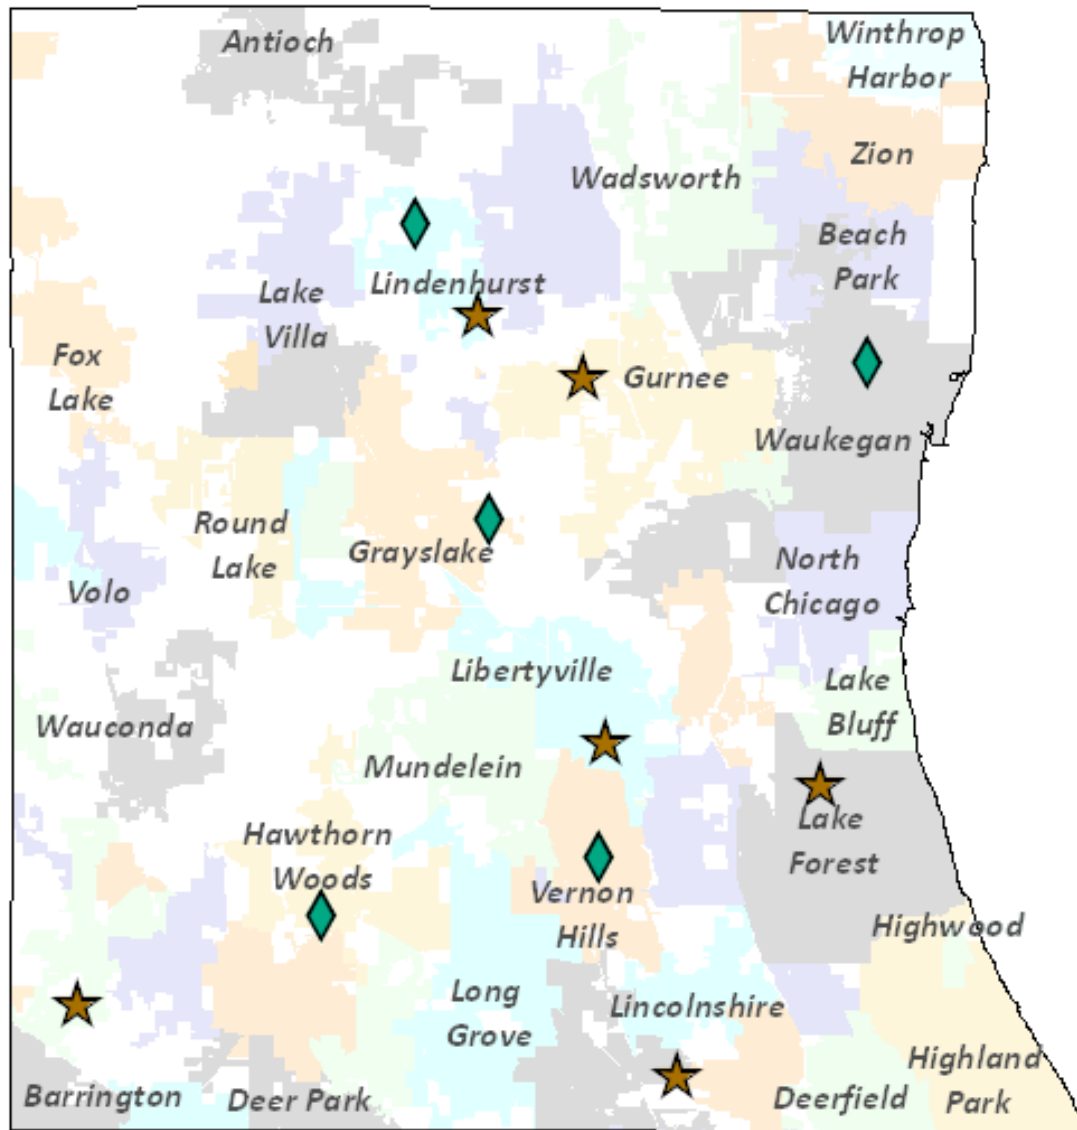 Antioch
Winthrop
Harbor
Zion
Wadsworth
Beach
Park
Lindenhurst
Lake
Villa
Fox
Lake
Gurnee
Waukegan
Round
Lake
Grayslake
North
Chicago
Volo
Libertyville
Lake
Bluff
Wauconda
Mundelein
Hawthorn
Woods
Lake
Forest
Vernon
Hills
Highwood
Long
Grove
Lincolnshire
Highland
Park
Barrington
Deer Park
Deerfield